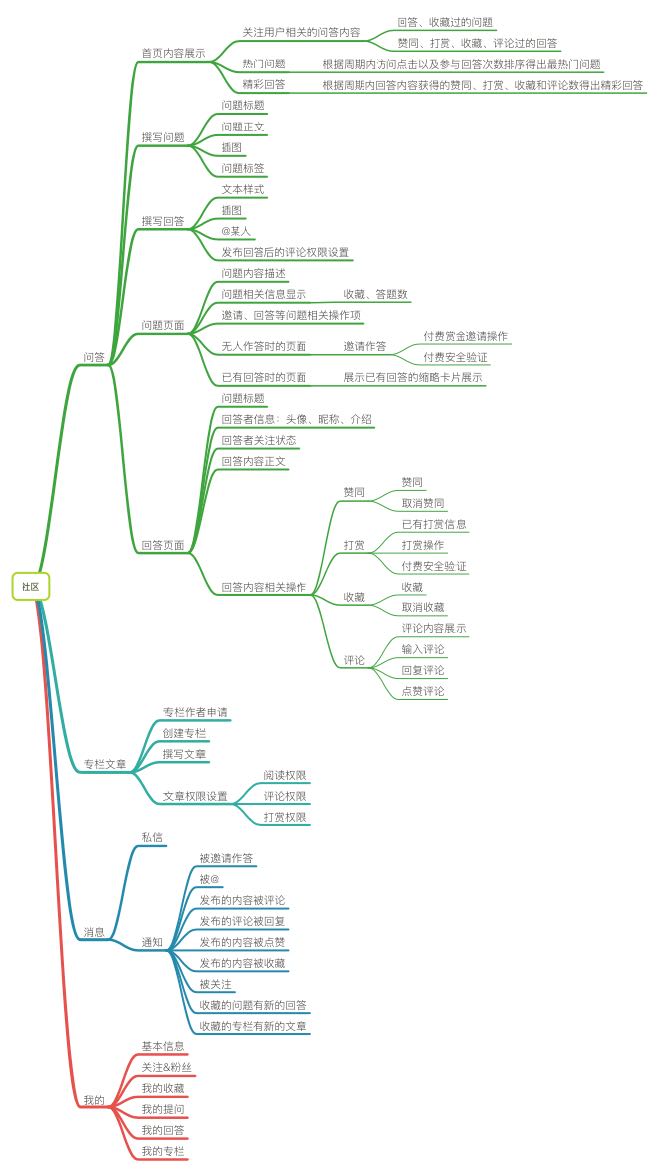 社区
问答
首页内容展示
关注用户相关的问答内容
回答、收藏过的问题
赞同、打赏、收藏、评论过的回答
热门问题
根据周期内访问点击以及参与回答次数排序得出最热门问题
精彩回答
根据周期内回答内容获得的赞同、打赏、收藏和评论数得出精彩回答
撰写问题
问题标题
问题正文
插图
问题标签
撰写回答
文本样式
插图
@某人
发布回答后的评论权限设置
问题页面
问题内容描述
问题相关信息显示
收藏、答题数
邀请、回答等问题相关操作项
无人作答时的页面
邀请作答
付费赏金邀请操作
付费安全验证
已有回答时的页面
展示已有回答的缩略卡片展示
回答页面
问题标题
回答者信息：头像、昵称、介绍
回答者关注状态
回答内容正文
回答内容相关操作
赞同
赞同
取消赞同
打赏
已有打赏信息
打赏操作
付费安全验证
收藏
收藏
取消收藏
评论
评论内容展示
输入评论
回复评论
点赞评论
专栏文章
专栏作者申请
创建专栏
撰写文章
文章权限设置
阅读权限
评论权限
打赏权限
消息
私信
通知
被邀请作答
被@
发布的内容被评论
发布的评论被回复
发布的内容被点赞
发布的内容被收藏
被关注
收藏的问题有新的回答
收藏的专栏有新的文章
我的
基本信息
关注&粉丝
我的收藏
我的提问
我的回答
我的专栏